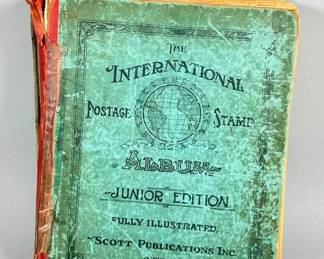 THE
INTERNATIONAL
POSTAGE STAMP
ALBUM
JUNIOR EDITION
FULLY ILLUSTRATED.
SCOTT PUBLICATIONS INC.